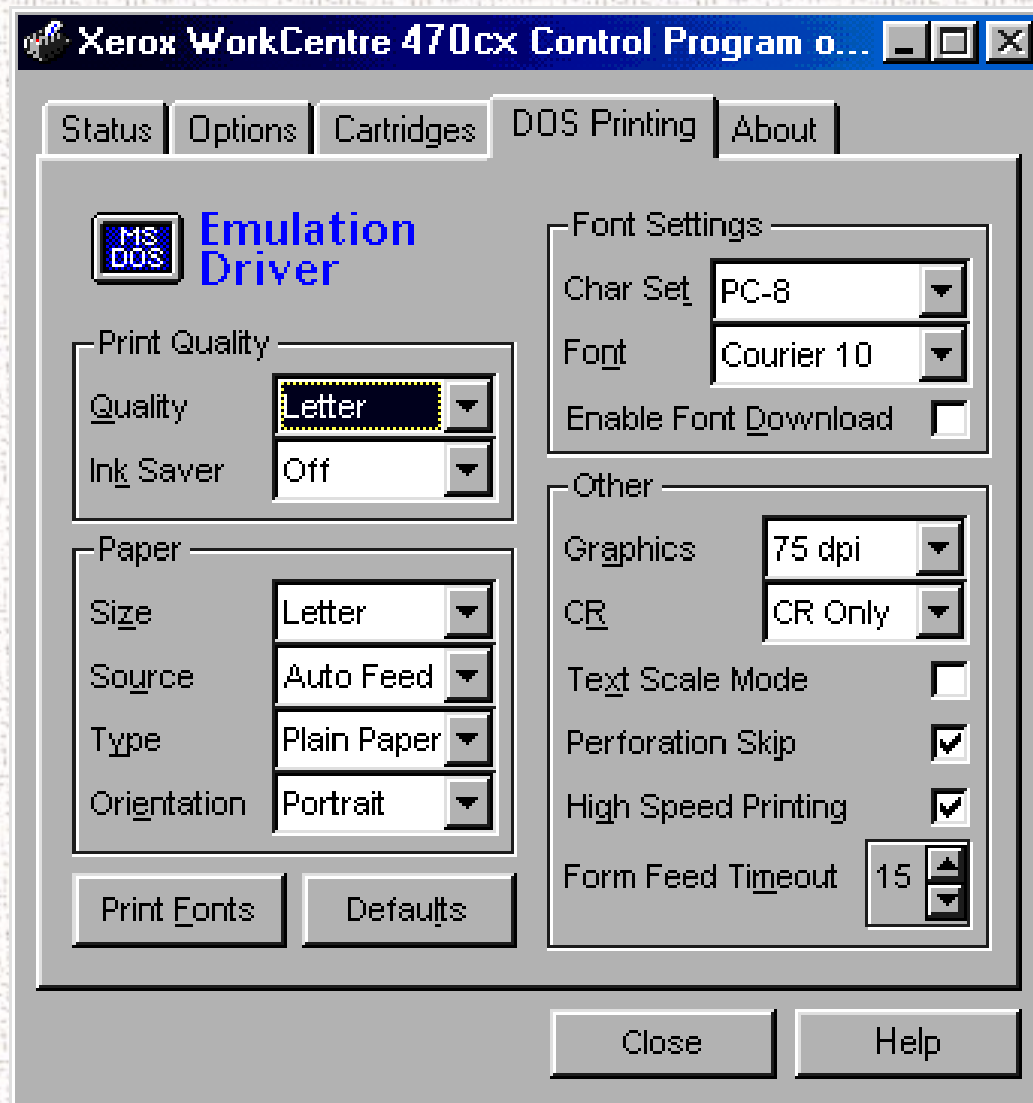 Xerox WorkCentre 470cx Control Program o...
Status Options Cartridges DOS Printing About
MS
DOS
Emulation
Driver
Print Quality
Quality Letter
Ink Saver Off
Paper
Size Letter
Source Auto Feed
Type Plain Paper
Orientation Portrait
Print Fonts Defaults
Font Settings
Char Set PC-8
Font Courier 10
Enable Font Download
Other
Graphics 75 dpi
CR CR Only
Text Scale Mode
Perforation Skip
High Speed Printing
Form Feed Timeout 15
Close Help